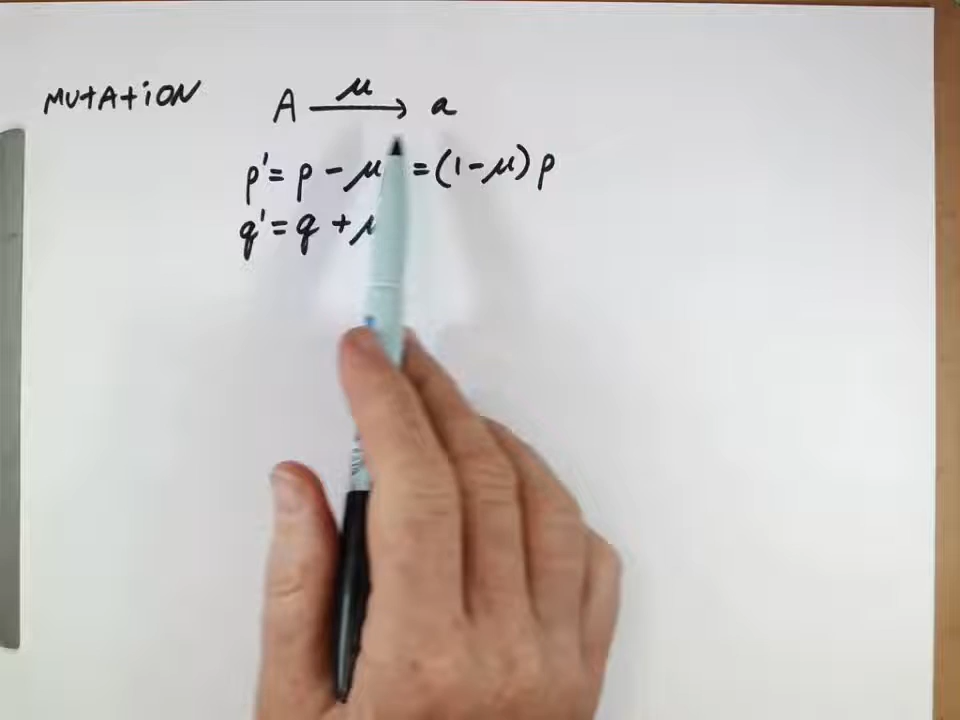 MUTATION A μ→ a
p' = p - μ = (1-μ) p
q' = q + μ